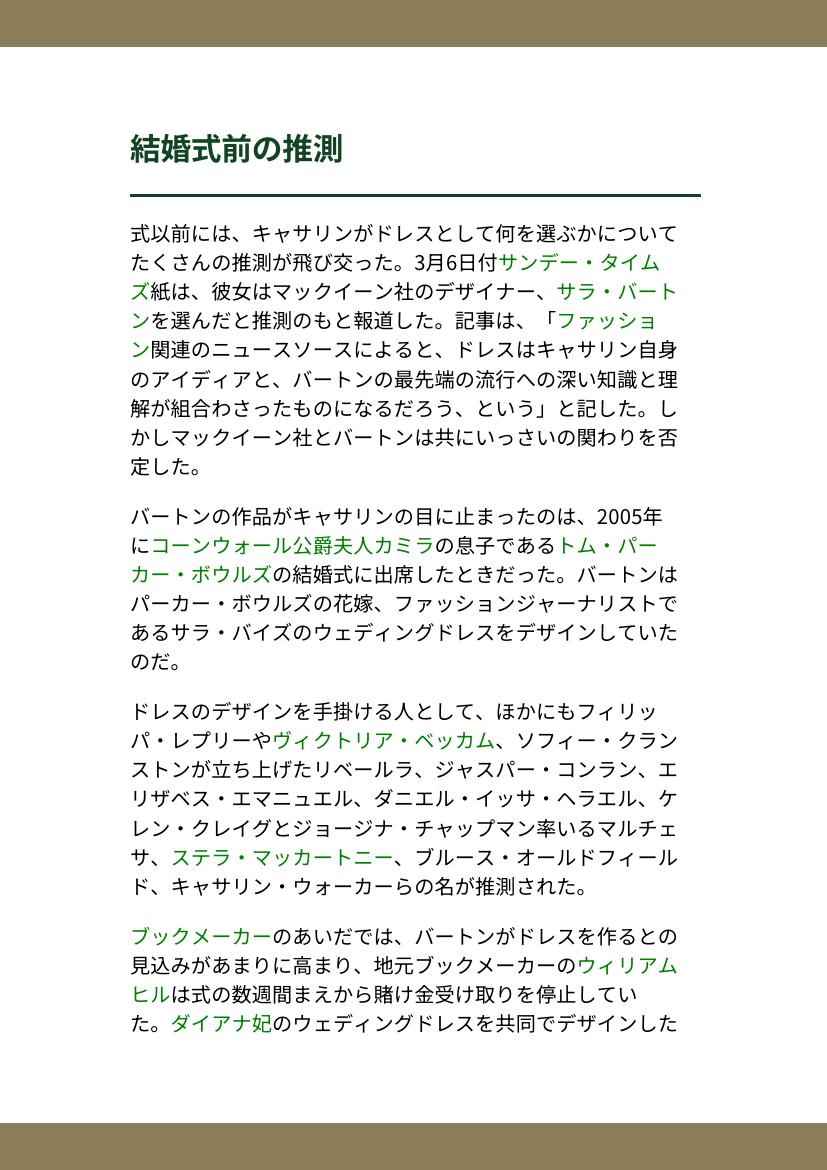 結婚式前の推測
式以前には、キャサリンがドレスとして何を選ぶかについて
たくさんの推測が飛び交った。3月6日付サンデー・タイム
ズ紙は、彼女はマックイーン社のデザイナー、サラ・バート
ンを選んだと推測のもと報道した。記事は、「ファッショ
ン関連のニュースソースによると、ドレスはキャサリン自身
のアイディアと、バートンの最先端の流行への深い知識と理
解が組合わさったものになるだろう、という」と記した。し
かしマックイーン社とバートンは共にいっさいの関わりを否
定した。
バートンの作品がキャサリンの目に止まったのは、2005年
にコーンウォール公爵夫人カミラの息子であるトム・パー
カー・ボウルズの結婚式に出席したときだった。バートンは
パーカー・ボウルズの花嫁、ファッションジャーナリストで
あるサラ・バイズのウェディングドレスをデザインしていた
のだ。
ドレスのデザインを手掛ける人として、ほかにもフィリッ
パ・レプリーやヴィクトリア・ベッカム、ソフィー・クラン
ストンが立ち上げたリベールラ、ジャスパー・コンラン、エ
リザベス・エマニュエル、ダニエル・イッサ・ヘラエル、ケ
レン・クレイグとジョージナ・チャップマン率いるマルチェ
サ、ステラ・マッカートニー、ブルース・オールドフィール
ド、キャサリン・ウォーカーらの名が推測された。
ブックメーカーのあいだでは、バートンがドレスを作るとの
見込みがあまりに高まり、地元ブックメーカーのウィリアム
ヒルは式の数週間まえから賭け金受け取りを停止してい
た。ダイアナ妃のウェディングドレスを共同でデザインした